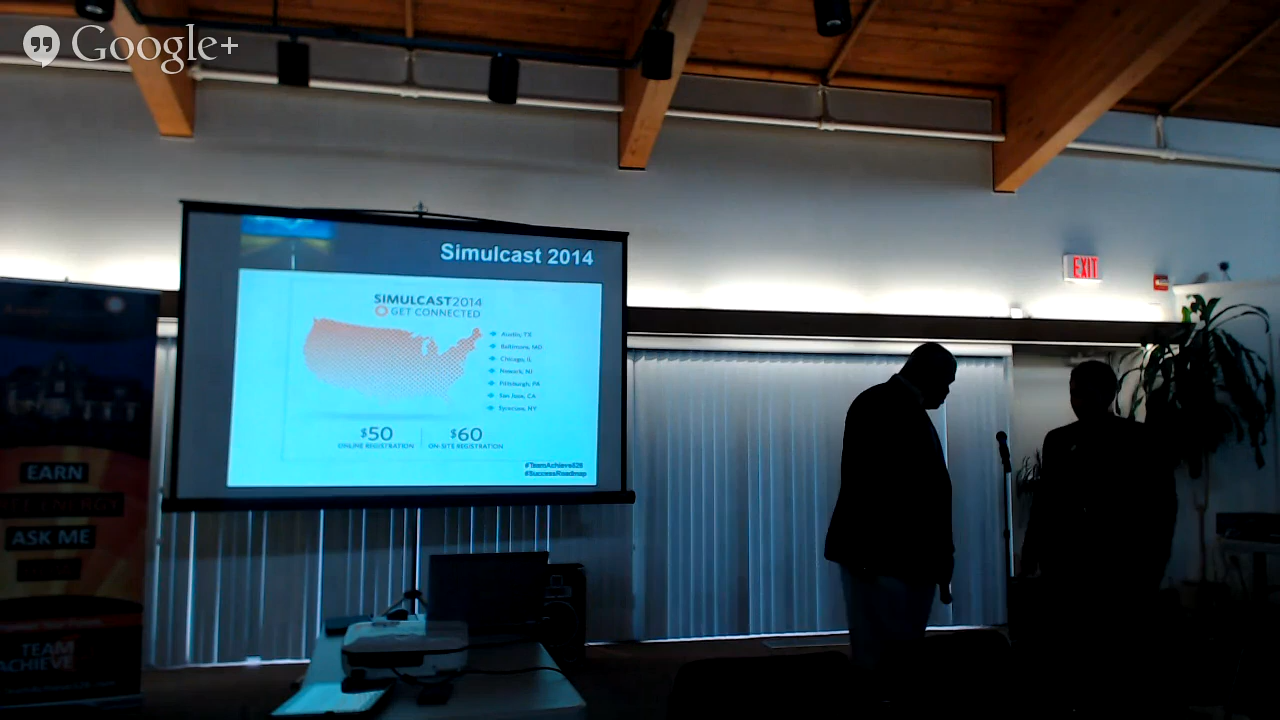 Google+
Simulcast 2014
SIMULCAST2014
GET CONNECTED
Austin, TX
Baltimore, MD
Chicago, IL
Newark, NJ
Pittsburgh, PA
San Jose, CA
Syracuse, NY
$50
ONLINE REGISTRATION
$60
ON-SITE REGISTRATION
#TeamAchieve828
#SuccessRoadmap
EXIT
EARN
ENERGY
ASK ME
TEAM
ACHIEVE